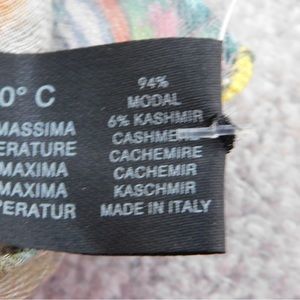 0° C
MASSIMA
ERATURE
MAXIMA
MAXIMA
PERATUR
94%
MODAL
6% KASHMIR
CASHMERE
CACHEMIRE
CACHEMIR
KASCHMIR
MADE IN ITALY